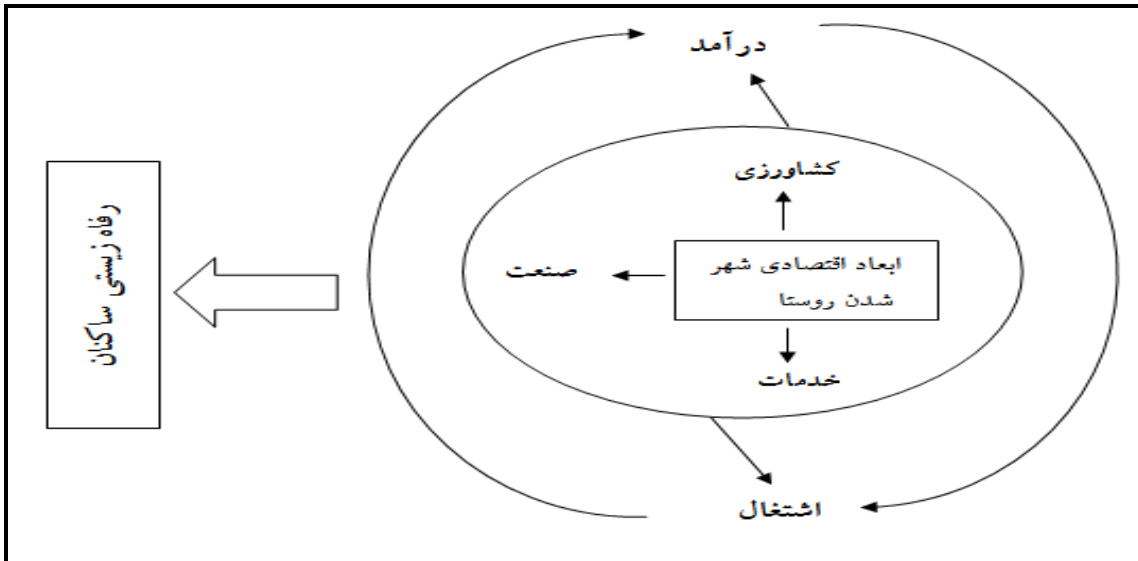 درآمد
کشاورزی
ابعاد اقتصادی شهر
شدن روستا
صنعت
خدمات
اشتغال
رفاه زیستی ساکنان